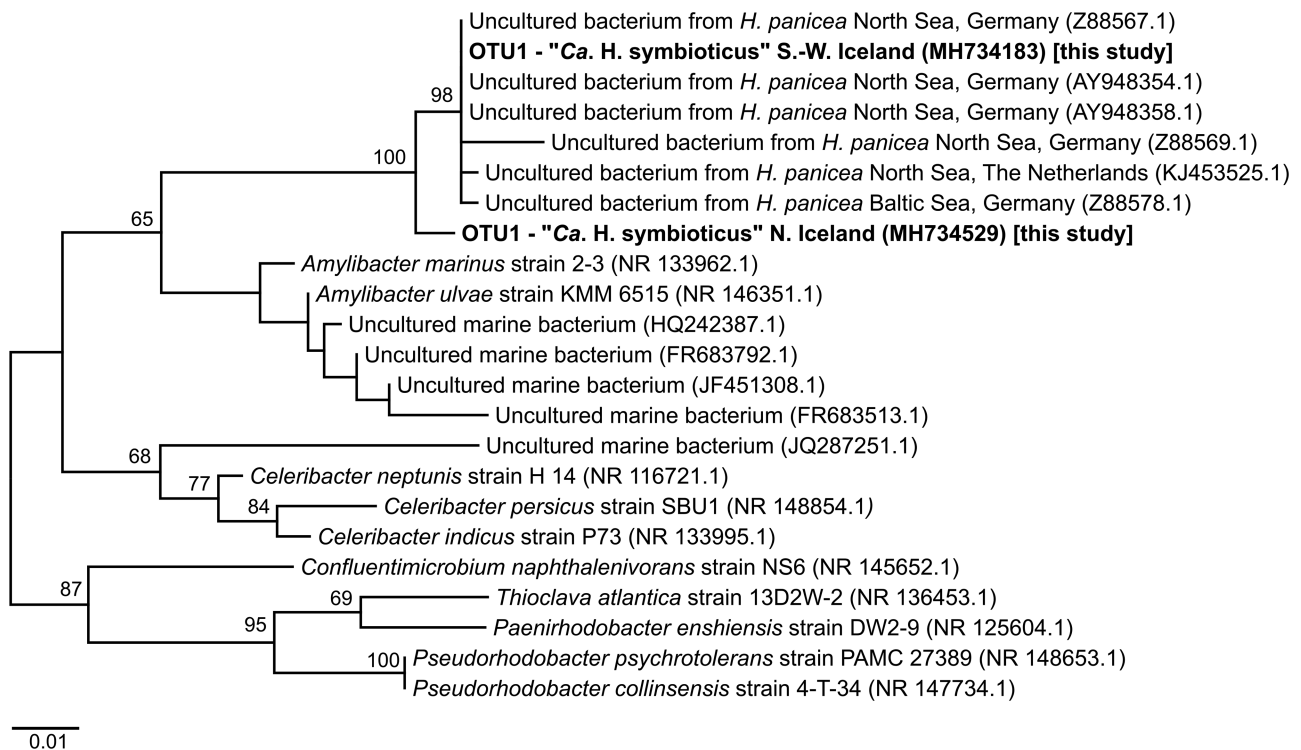 Uncultured bacterium from H. panicea North Sea, Germany (Z88567.1)
OTU1 - "Ca. H. symbioticus" S.-W. Iceland (MH734183) [this study]
Uncultured bacterium from H. panicea North Sea, Germany (AY948354.1)
98
Uncultured bacterium from H. panicea North Sea, Germany (AY948358.1)
Uncultured bacterium from H. panicea North Sea, Germany (Z88569.1)
100
Uncultured bacterium from H. panicea North Sea, The Netherlands (KJ453525.1)
Uncultured bacterium from H. panicea Baltic Sea, Germany (Z88578.1)
65
OTU1 - "Ca. H. symbioticus" N. Iceland (MH734529) [this study]
Amylibacter marinus strain 2-3 (NR 133962.1)
Amylibacter ulvae strain KMM 6515 (NR 146351.1)
Uncultured marine bacterium (HQ242387.1)
Uncultured marine bacterium (FR683792.1)
Uncultured marine bacterium (JF451308.1)
Uncultured marine bacterium (FR683513.1)
Uncultured marine bacterium (JQ287251.1)
68
Celeribacter neptunis strain H 14 (NR 116721.1)
77
Celeribacter persicus strain SBU1 (NR 148854.1)
84
Celeribacter indicus strain P73 (NR 133995.1)
Confluentimicrobium naphthalenivorans strain NS6 (NR 145652.1)
87
Thioclava atlantica strain 13D2W-2 (NR 136453.1)
69
Paenirhodobacter enshiensis strain DW2-9 (NR 125604.1)
95
Pseudorhodobacter psychrotolerans strain PAMC 27389 (NR 148653.1)
100
Pseudorhodobacter collinsensis strain 4-T-34 (NR 147734.1)
0.01